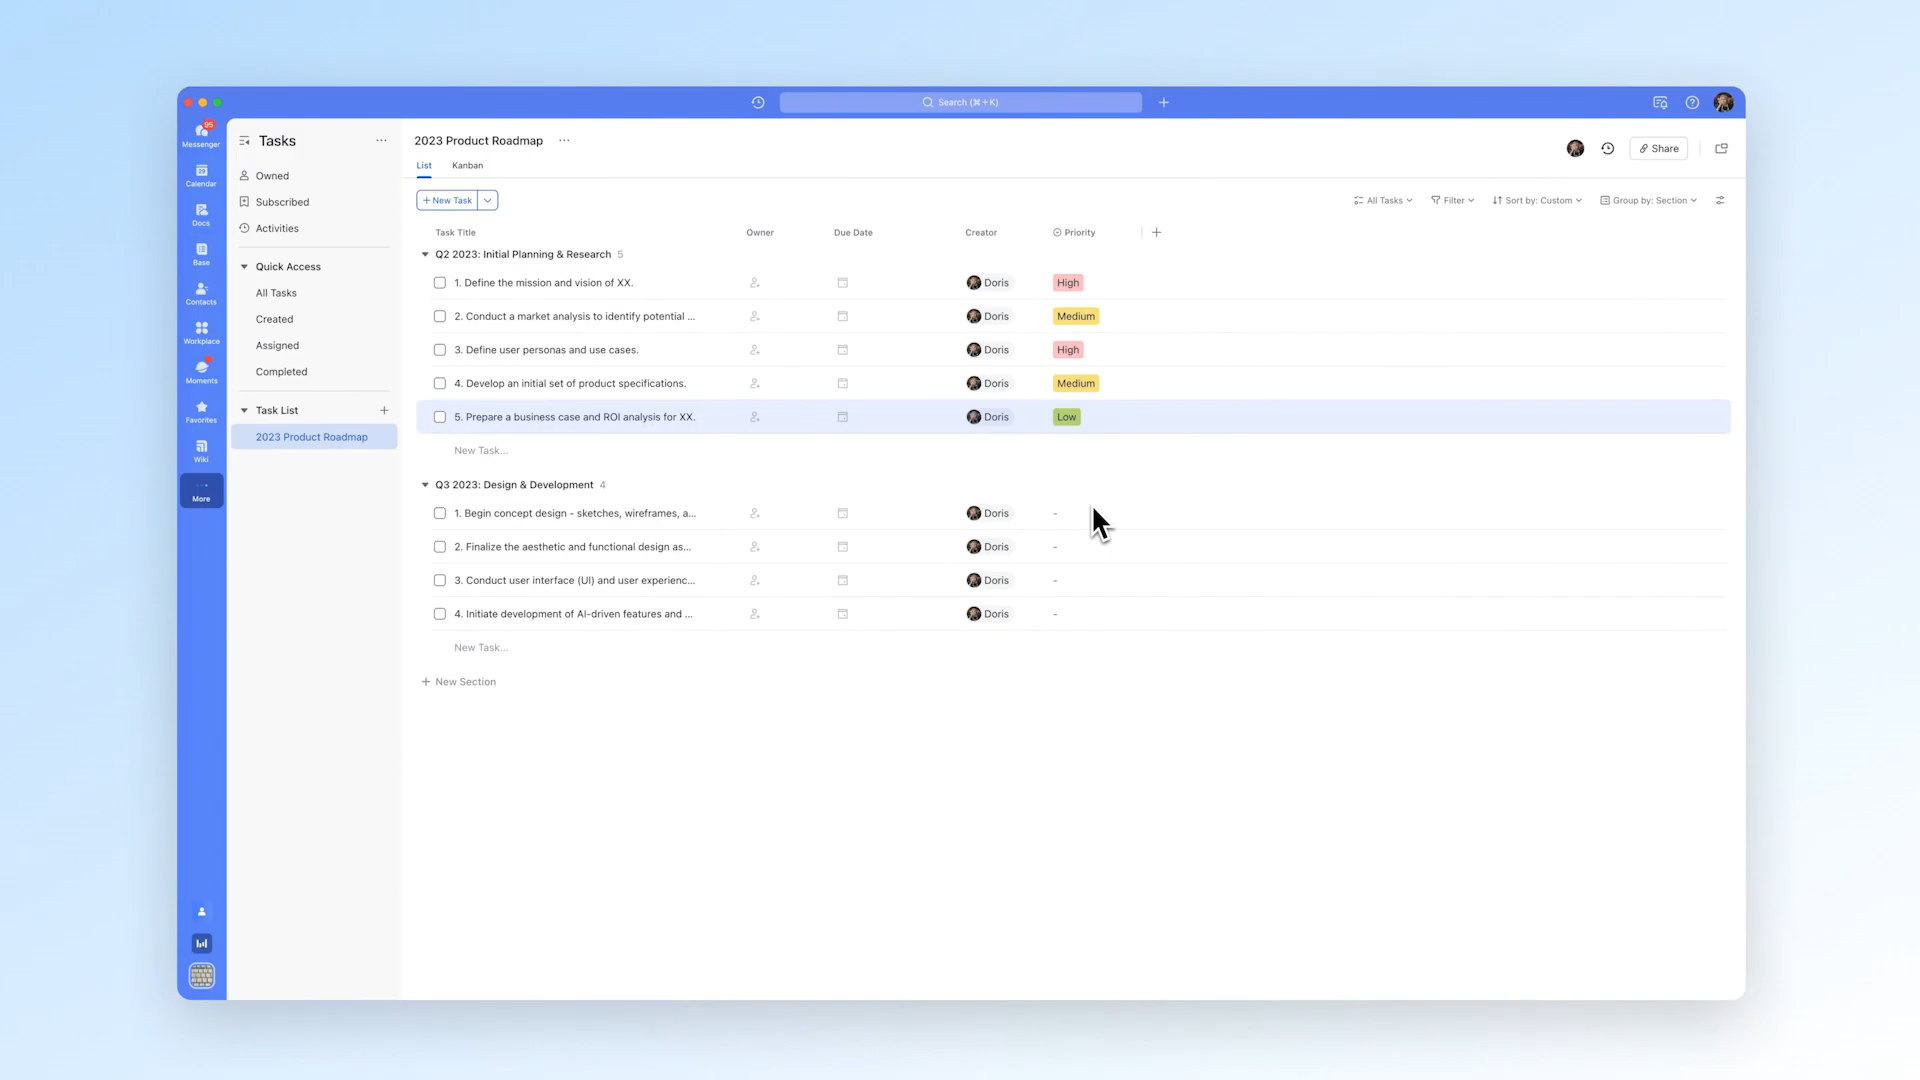 Search (⌘+K)
95
Messenger
Calendar
Docs
Base
Contacts
Workplace
Moments
Favorites
Wiki
More
Tasks
Owned
Subscribed
Activities
Quick Access
All Tasks
Created
Assigned
Completed
Task List
2023 Product Roadmap
2023 Product Roadmap
Share
List Kanban
New Task All Tasks Filter Sort by: Custom Group by: Section
Task Title Owner Due Date Creator Priority
Q2 2023: Initial Planning & Research 5
1. Define the mission and vision of XX. Doris High
2. Conduct a market analysis to identify potential ... Doris Medium
3. Define user personas and use cases. Doris High
4. Develop an initial set of product specifications. Doris Medium
5. Prepare a business case and ROI analysis for XX. Doris Low
New Task...
Q3 2023: Design & Development 4
1. Begin concept design - sketches, wireframes, a... Doris -
2. Finalize the aesthetic and functional design as... Doris -
3. Conduct user interface (UI) and user experienc... Doris -
4. Initiate development of AI-driven features and ... Doris -
New Task...
New Section